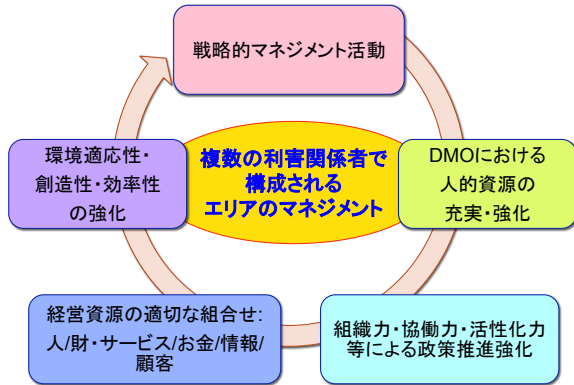 戦略的マネジメント活動
環境適応性・
創造性・効率性
の強化
複数の利害関係者で
構成される
エリアのマネジメント
DMOにおける
人的資源の
充実・強化
経営資源の適切な組合せ:
人/財・サービス/お金/情報/
顧客
組織力・協働力・活性化力
等による政策推進強化